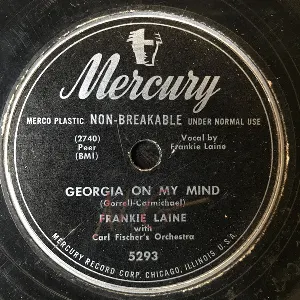 Mercury
MERCO PLASTIC NON-BREAKABLE UNDER NORMAL USE
(2740)
Peer
(BMI)
Vocal by
Frankie Laine
GEORGIA ON MY MIND
(Gorrell-Carmichael)
FRANKIE LAINE
with
Carl Fischer's Orchestra
5293
MERCURY RECORD CORP. CHICAGO, ILLINOIS U.S.A.